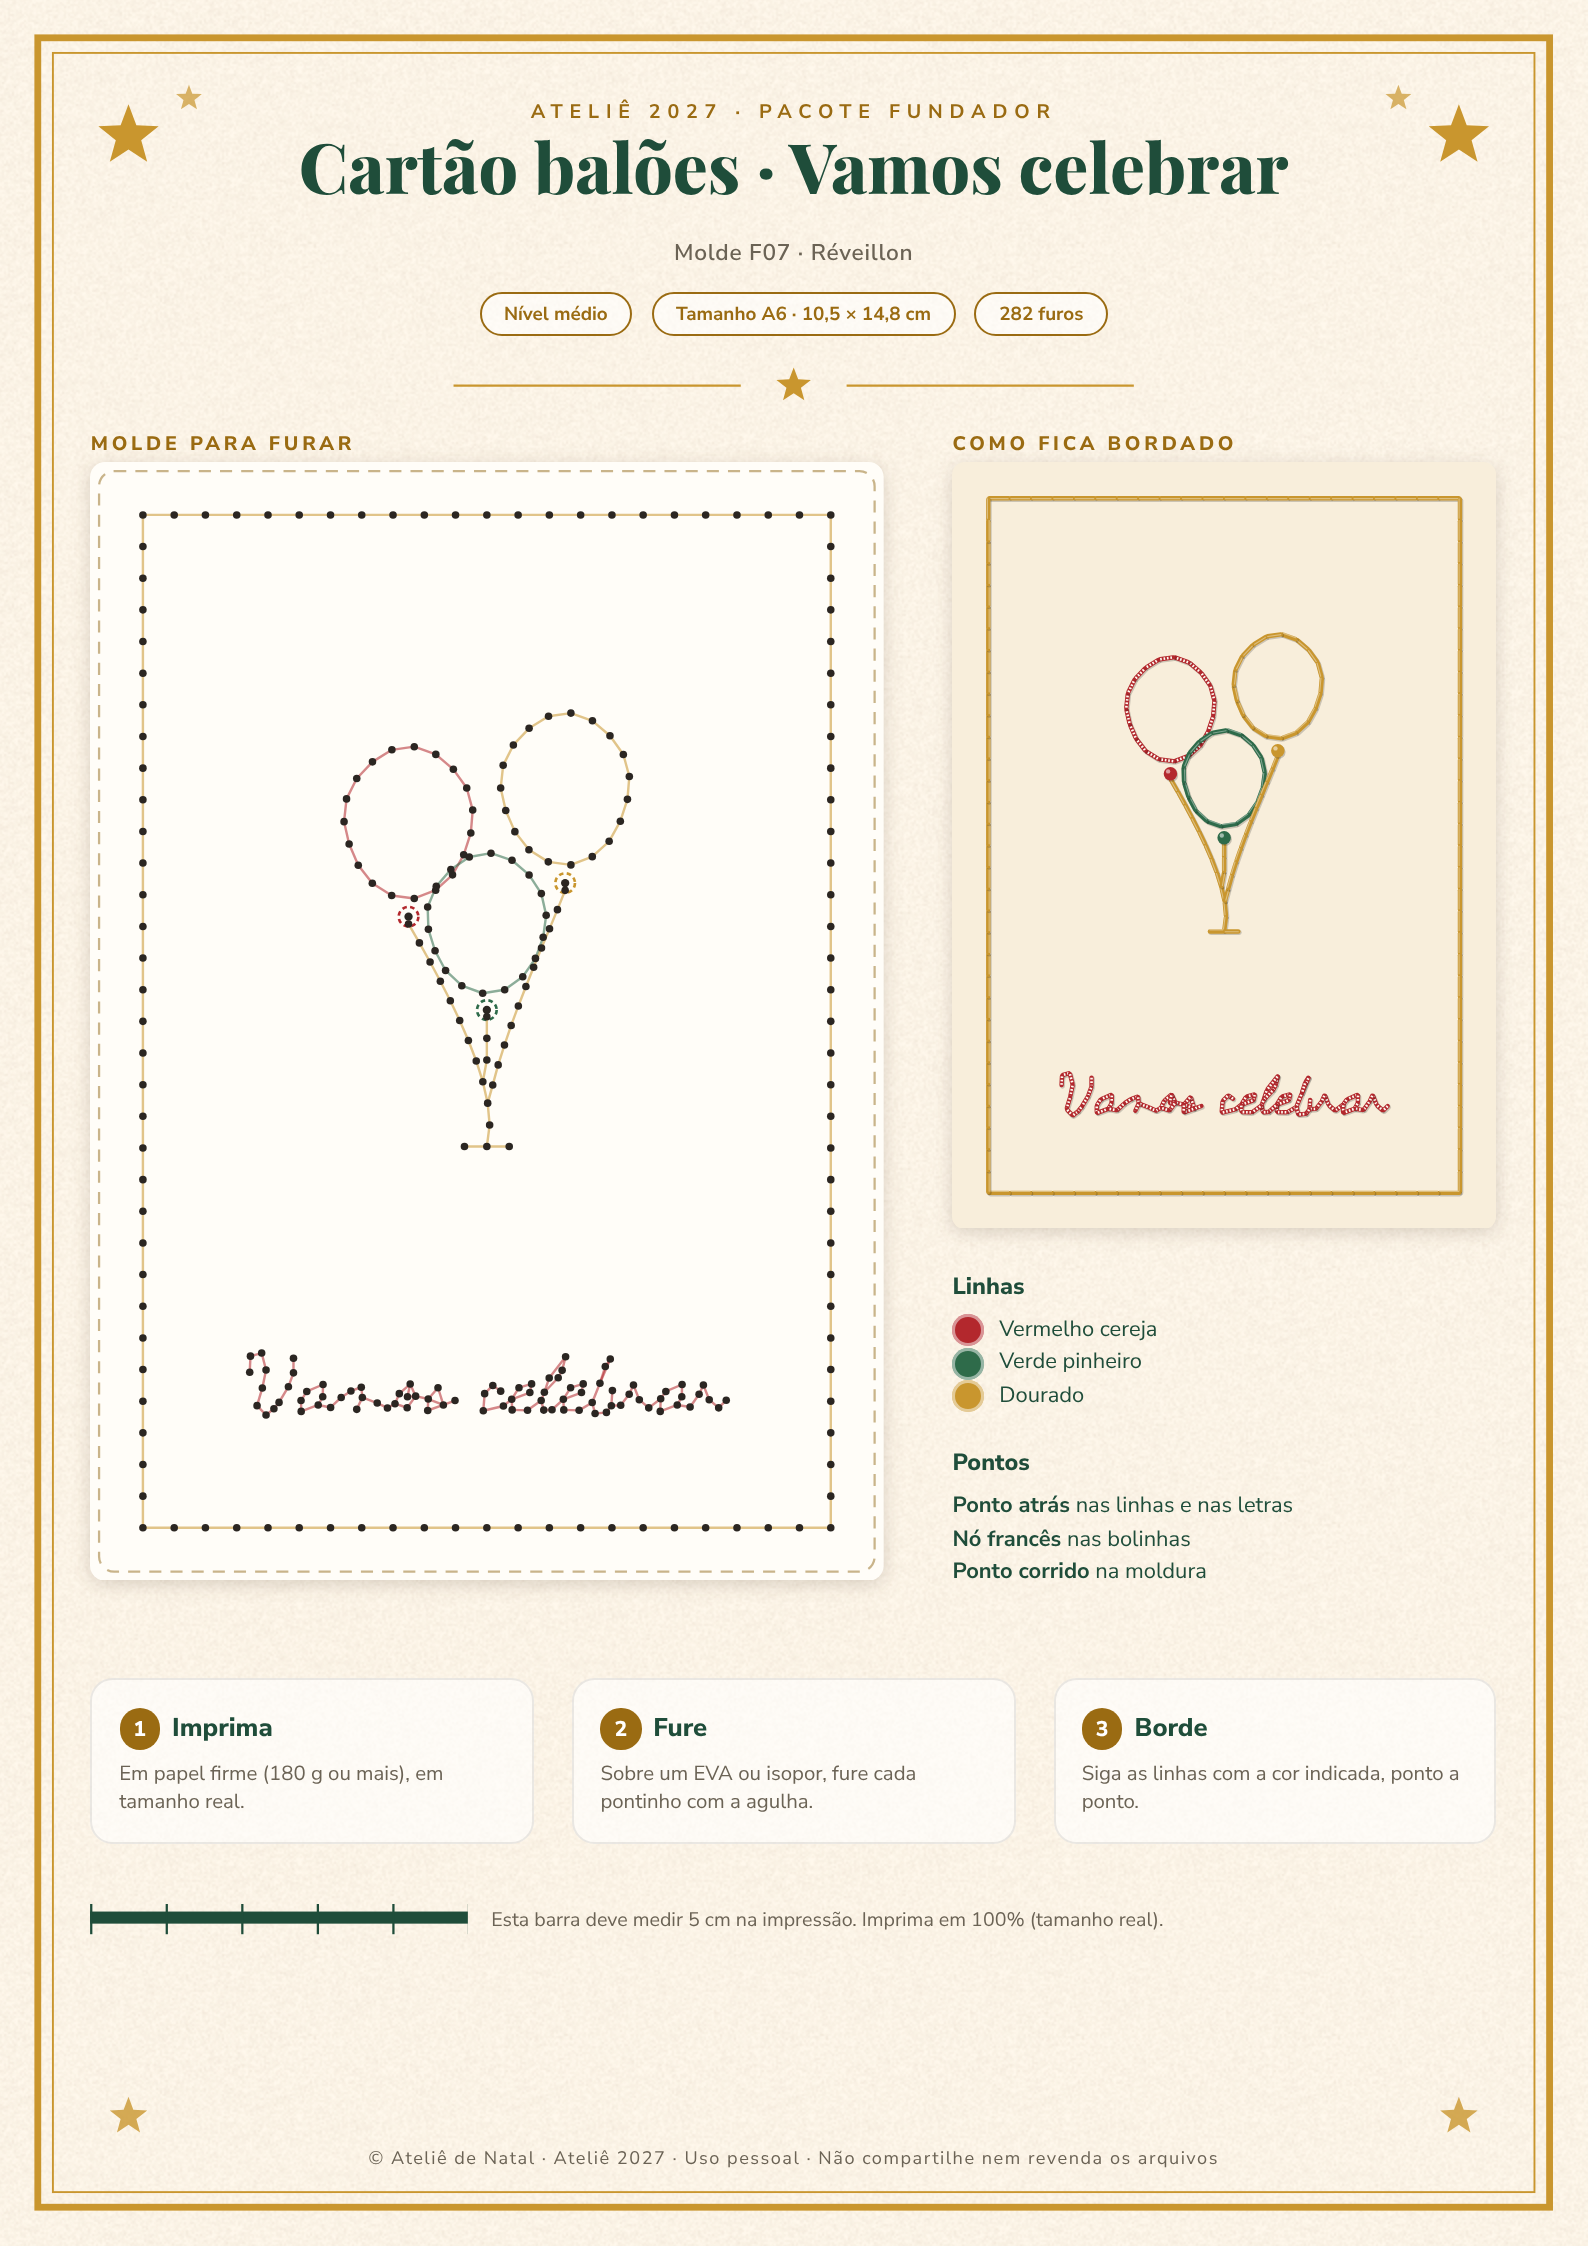 ATELIÊ 2027 · PACOTE FUNDADOR
Cartão balões · Vamos celebrar
Molde F07 · Réveillon
Nível médio
Tamanho A6 · 10,5 × 14,8 cm
282 furos
MOLDE PARA FURAR
Vamos celebrar
COMO FICA BORDADO
Vamos celebrar
Linhas
Vermelho cereja
Verde pinheiro
Dourado
Pontos
Ponto atrás nas linhas e nas letras
Nó francês nas bolinhas
Ponto corrido na moldura
1 Imprima
Em papel firme (180 g ou mais), em
tamanho real.
2 Fure
Sobre um EVA ou isopor, fure cada
pontinho com a agulha.
3 Borde
Siga as linhas com a cor indicada, ponto a
ponto.
Esta barra deve medir 5 cm na impressão. Imprima em 100% (tamanho real).
© Ateliê de Natal · Ateliê 2027 · Uso pessoal · Não compartilhe nem revenda os arquivos